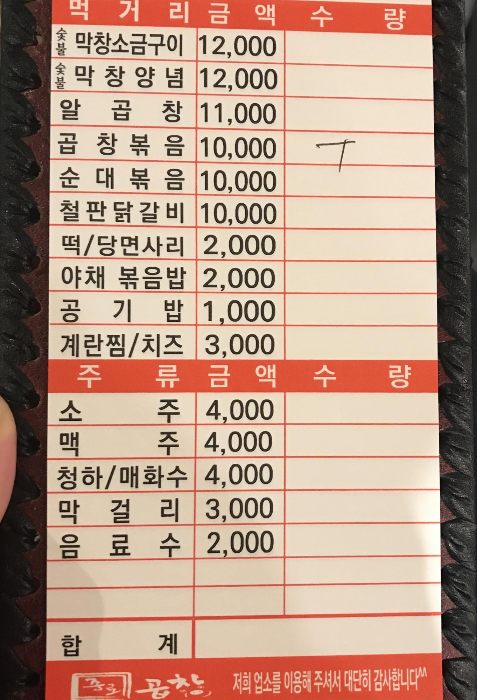 먹거리 금액 수량
숯불 막창소금구이 12,000
숯불 막창양념 12,000
알곱창 11,000
곱창볶음 10,000 ㅜ
순대볶음 10,000
철판닭갈비 10,000
떡/당면사리 2,000
야채 볶음밥 2,000
공기밥 1,000
계란찜/치즈 3,000
주류 금액 수량
소주 4,000
맥주 4,000
청하/매화수 4,000
막걸리 3,000
음료수 2,000
합계
종로 곱창 저희 업소를 이용해 주셔서 대단히 감사합니다^^